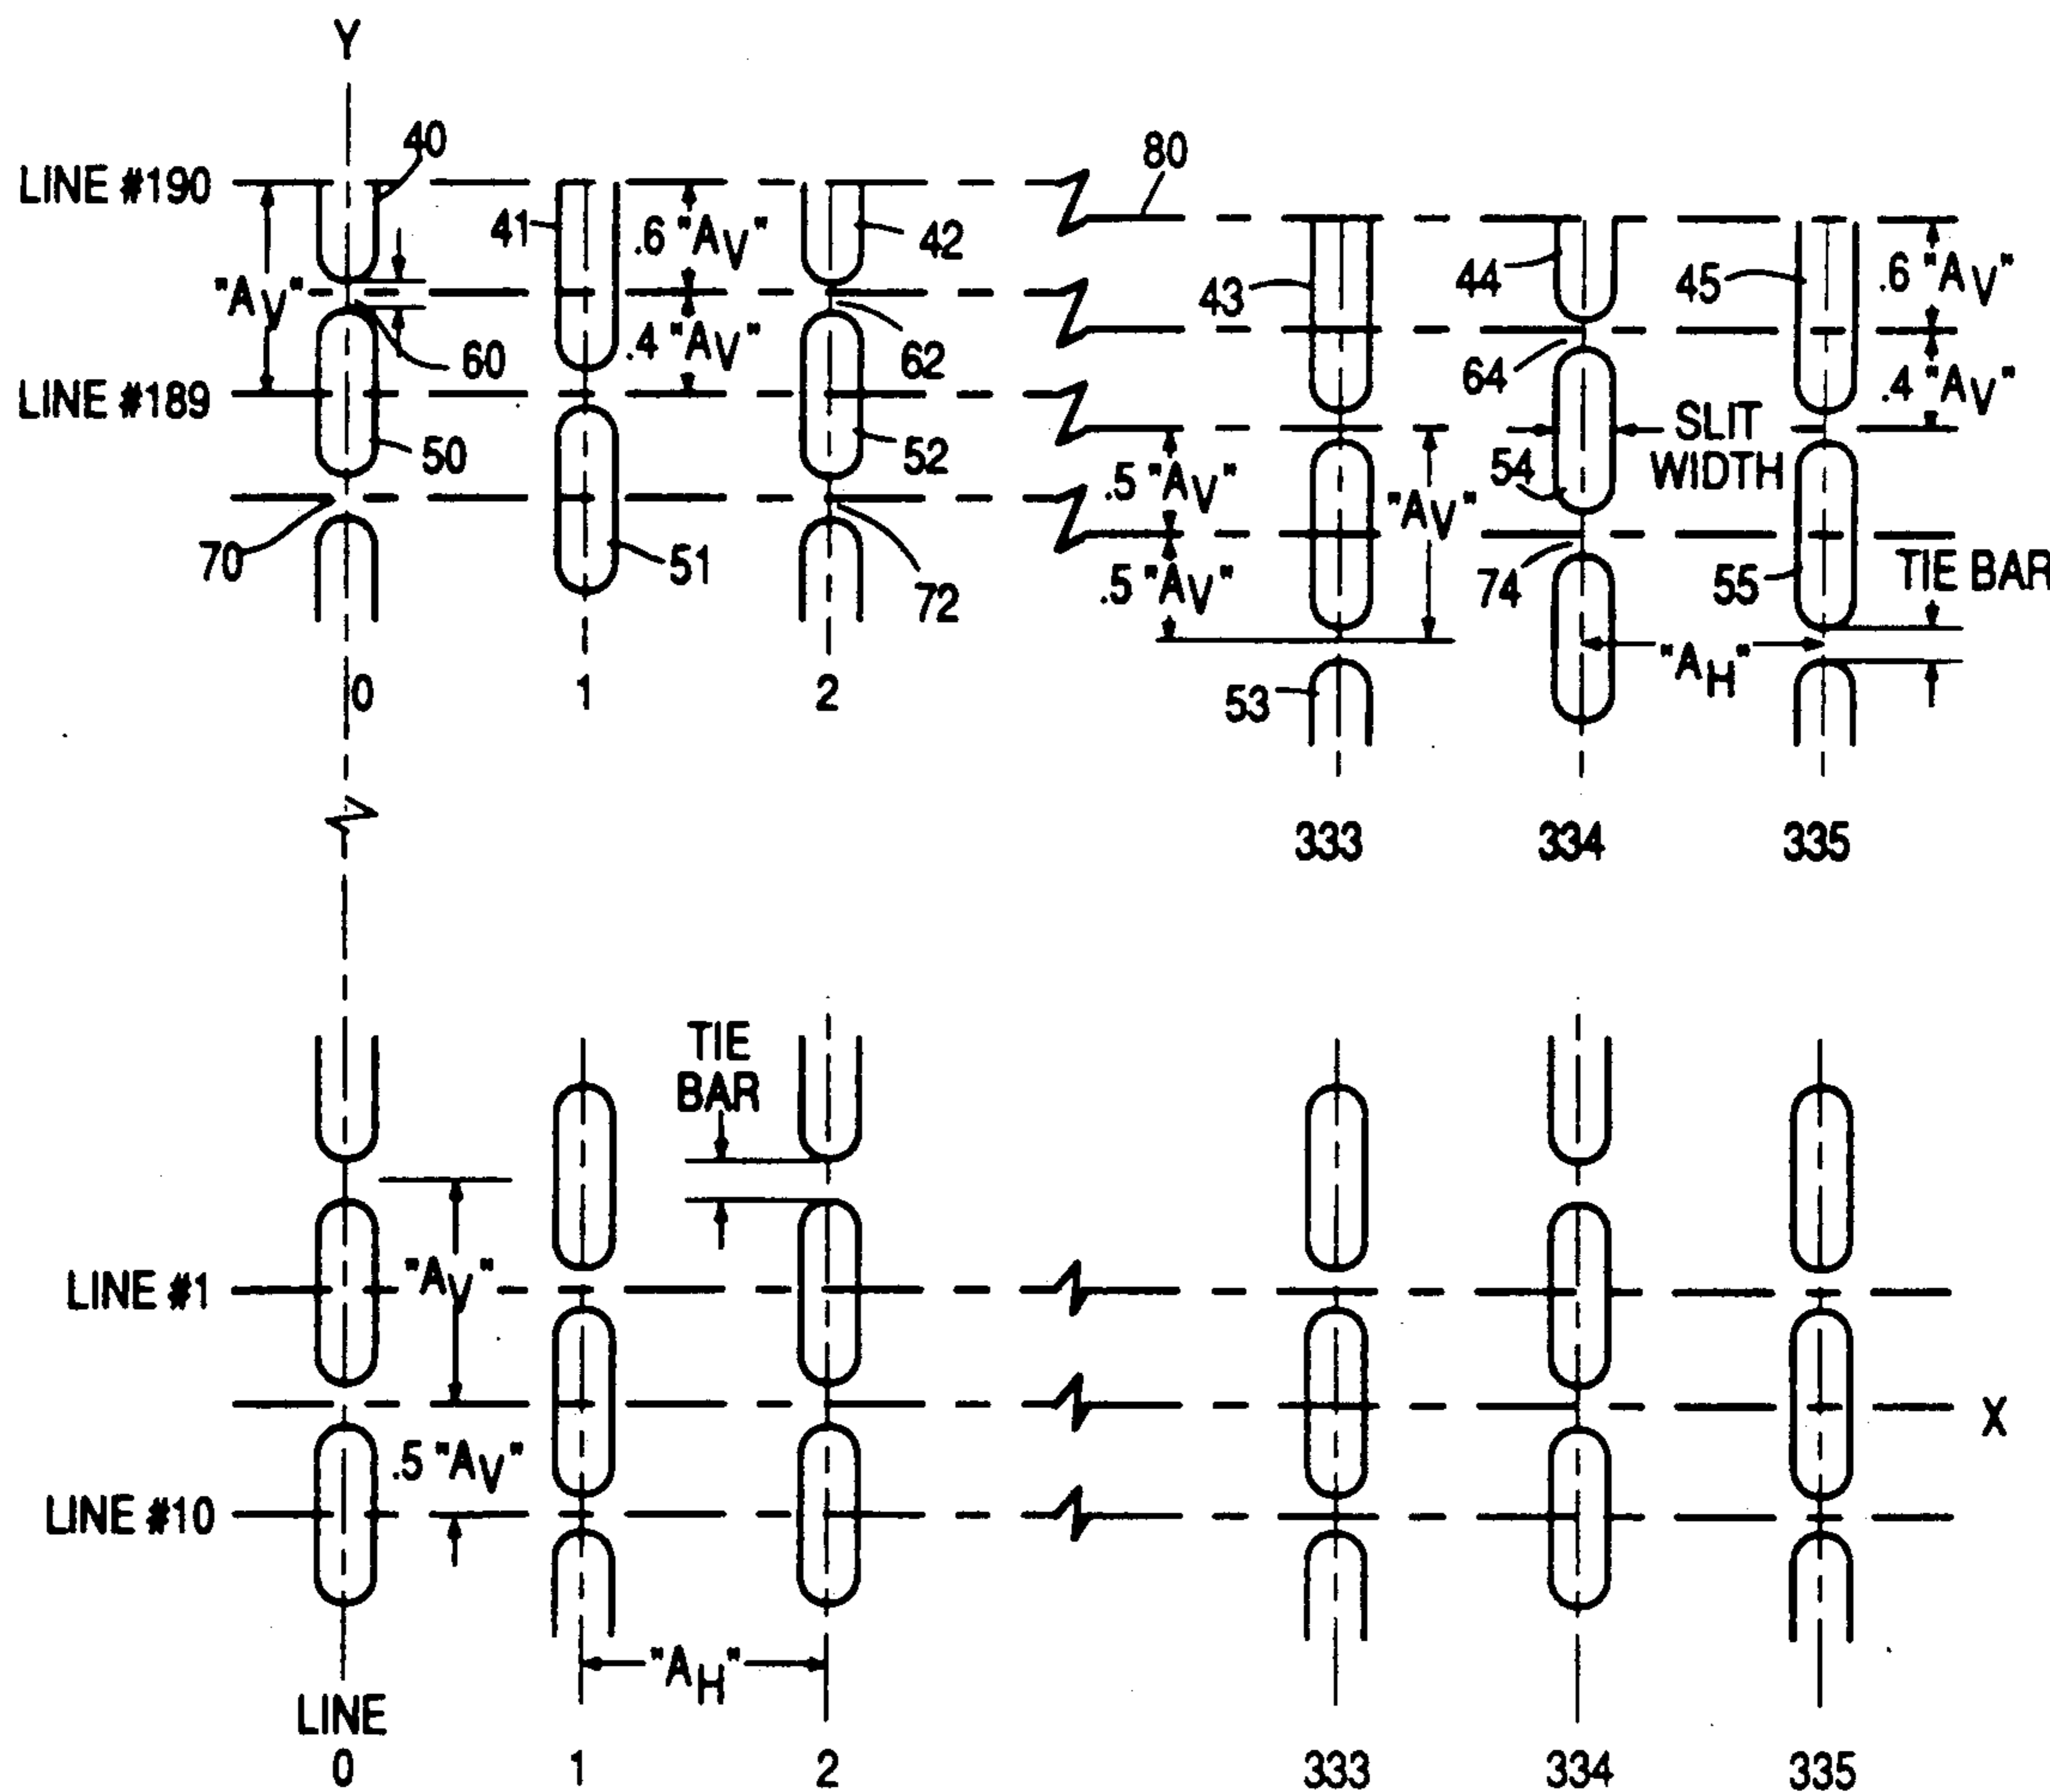 Y
40
80
LINE #190
41
.6 "AV"
42
44
45
.6 "AV"
"AV"
43
60
.4 "AV"
62
64
.4 "AV"
LINE #189
SLIT
WIDTH
50
52
.5 "AV"
54
"AV"
70
51
72
.5 "AV"
74
55
TIE BAR
"AH"
0
1
2
53
333
334
335
TIE
BAR
LINE #1
"AV"
X
.5 "AV"
LINE #10
"AH"
LINE
0
1
2
333
334
335